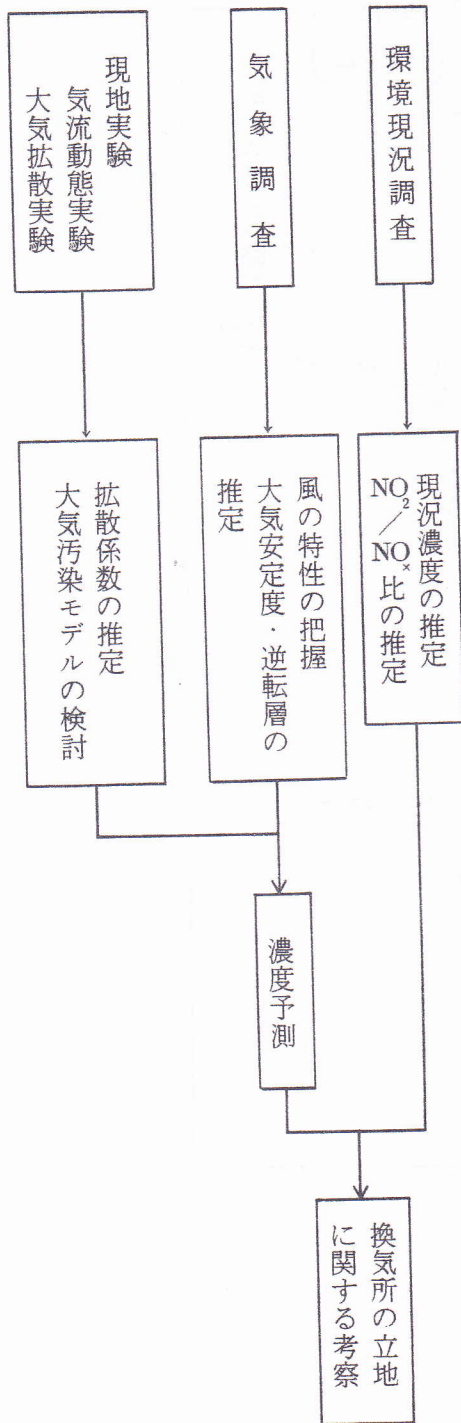 環境現況調査
現況濃度の推定
NO₂／NOₓ比の推定
気象調査
風の特性の把握
大気安定度・逆転層の
推定
現地実験
気流動態実験
大気拡散実験
拡散係数の推定
大気汚染モデルの検討
濃度予測
換気所の立地
に関する考察